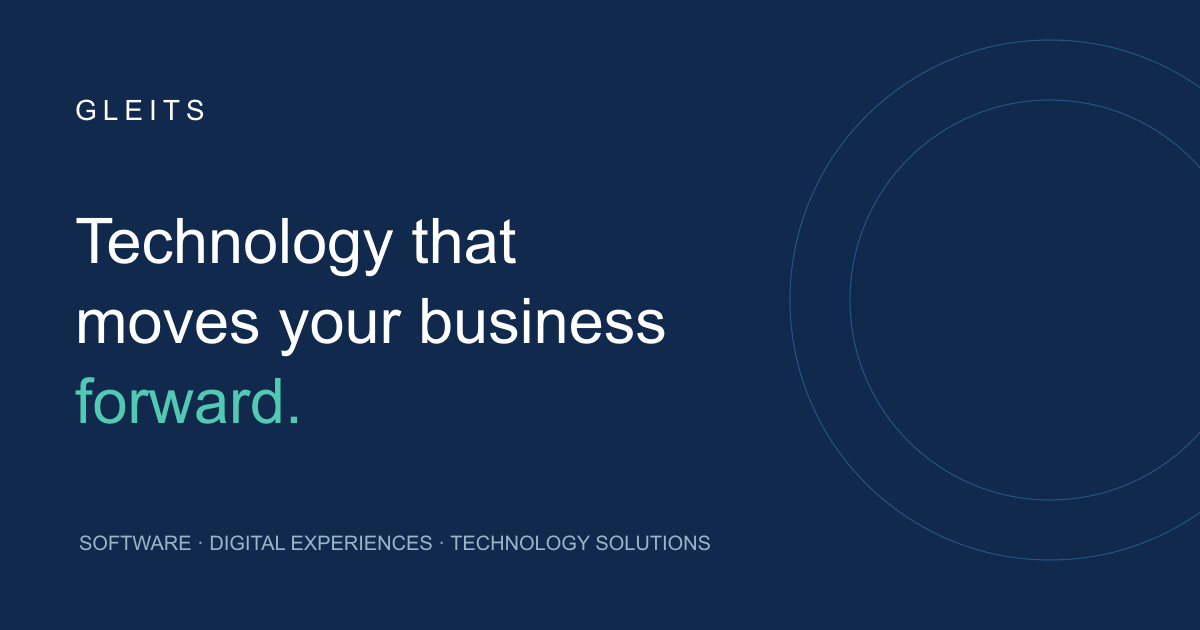 GLEITS
Technology that
moves your business
forward.
SOFTWARE · DIGITAL EXPERIENCES · TECHNOLOGY SOLUTIONS